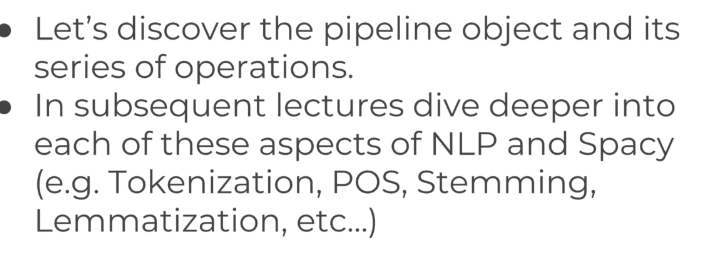 ● Let's discover the pipeline object and its
series of operations.
● In subsequent lectures dive deeper into
each of these aspects of NLP and Spacy
(e.g. Tokenization, POS, Stemming,
Lemmatization, etc...)